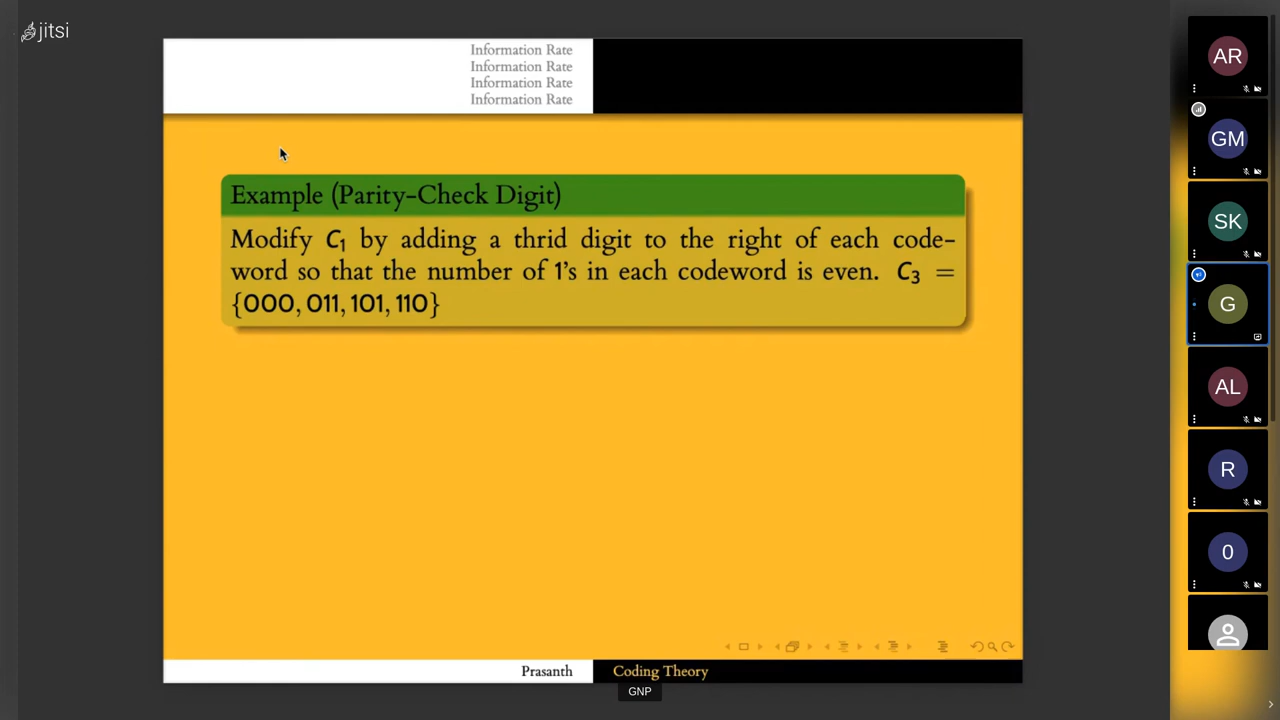 jitsi
Information Rate
Information Rate
Information Rate
Information Rate
Example (Parity-Check Digit)
Modify C₁ by adding a thrid digit to the right of each code-
word so that the number of 1's in each codeword is even. C₃ =
{000, 011, 101, 110}
Prasanth
Coding Theory
GNP
AR
GM
SK
G
AL
R
0